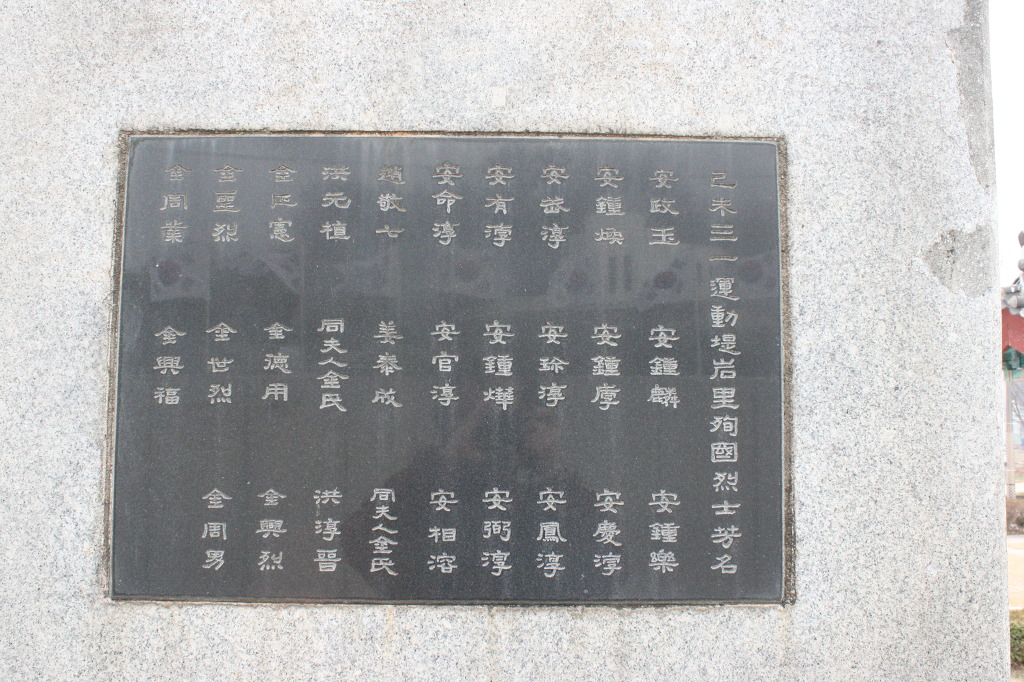 己未三一運動堤岩里殉國烈士芳名
安政玉 安鍾麟 安鍾樂
安鍾煥 安鍾厚 安慶淳
安武淳 安珍淳 安鳳淳
安有淳 安鍾燁 安弼淳
安命淳 安官淳 安相溶
趙敬七 姜泰成 同夫人金氏
洪元植 同夫人金氏 洪淳晉
金正憲 金德用 金興烈
金聖烈 金世烈 金周男
金周業 金興福